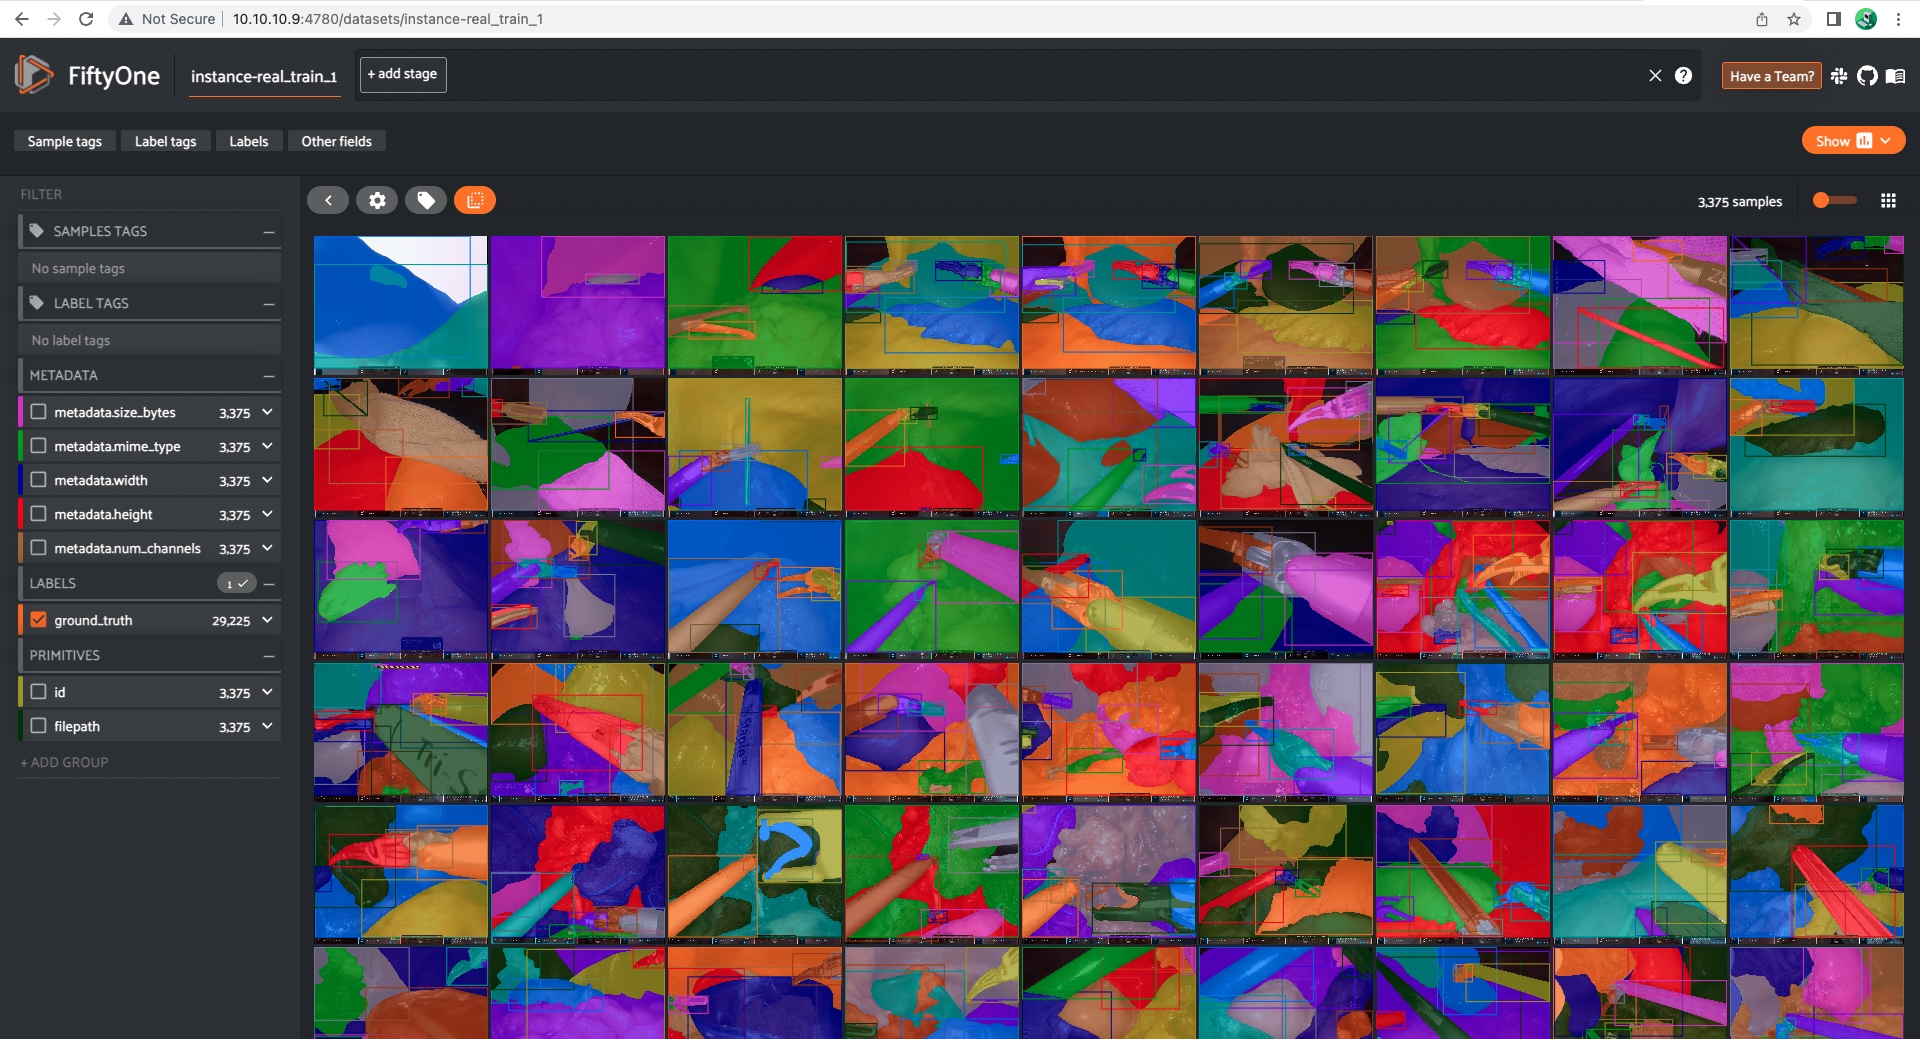 Not Secure 10.10.10.9:4780/datasets/instance-real_train_1
FiftyOne
instance-real_train_1
+ add stage
Have a Team?
Sample tags
Label tags
Labels
Other fields
Show
FILTER
SAMPLES TAGS
No sample tags
LABEL TAGS
No label tags
METADATA
metadata.size_bytes 3,375
metadata.mime_type 3,375
metadata.width 3,375
metadata.height 3,375
metadata.num_channels 3,375
LABELS 1
ground_truth 29,225
PRIMITIVES
id 3,375
filepath 3,375
+ ADD GROUP
3,375 samples
Tri-S
Tri-Staple